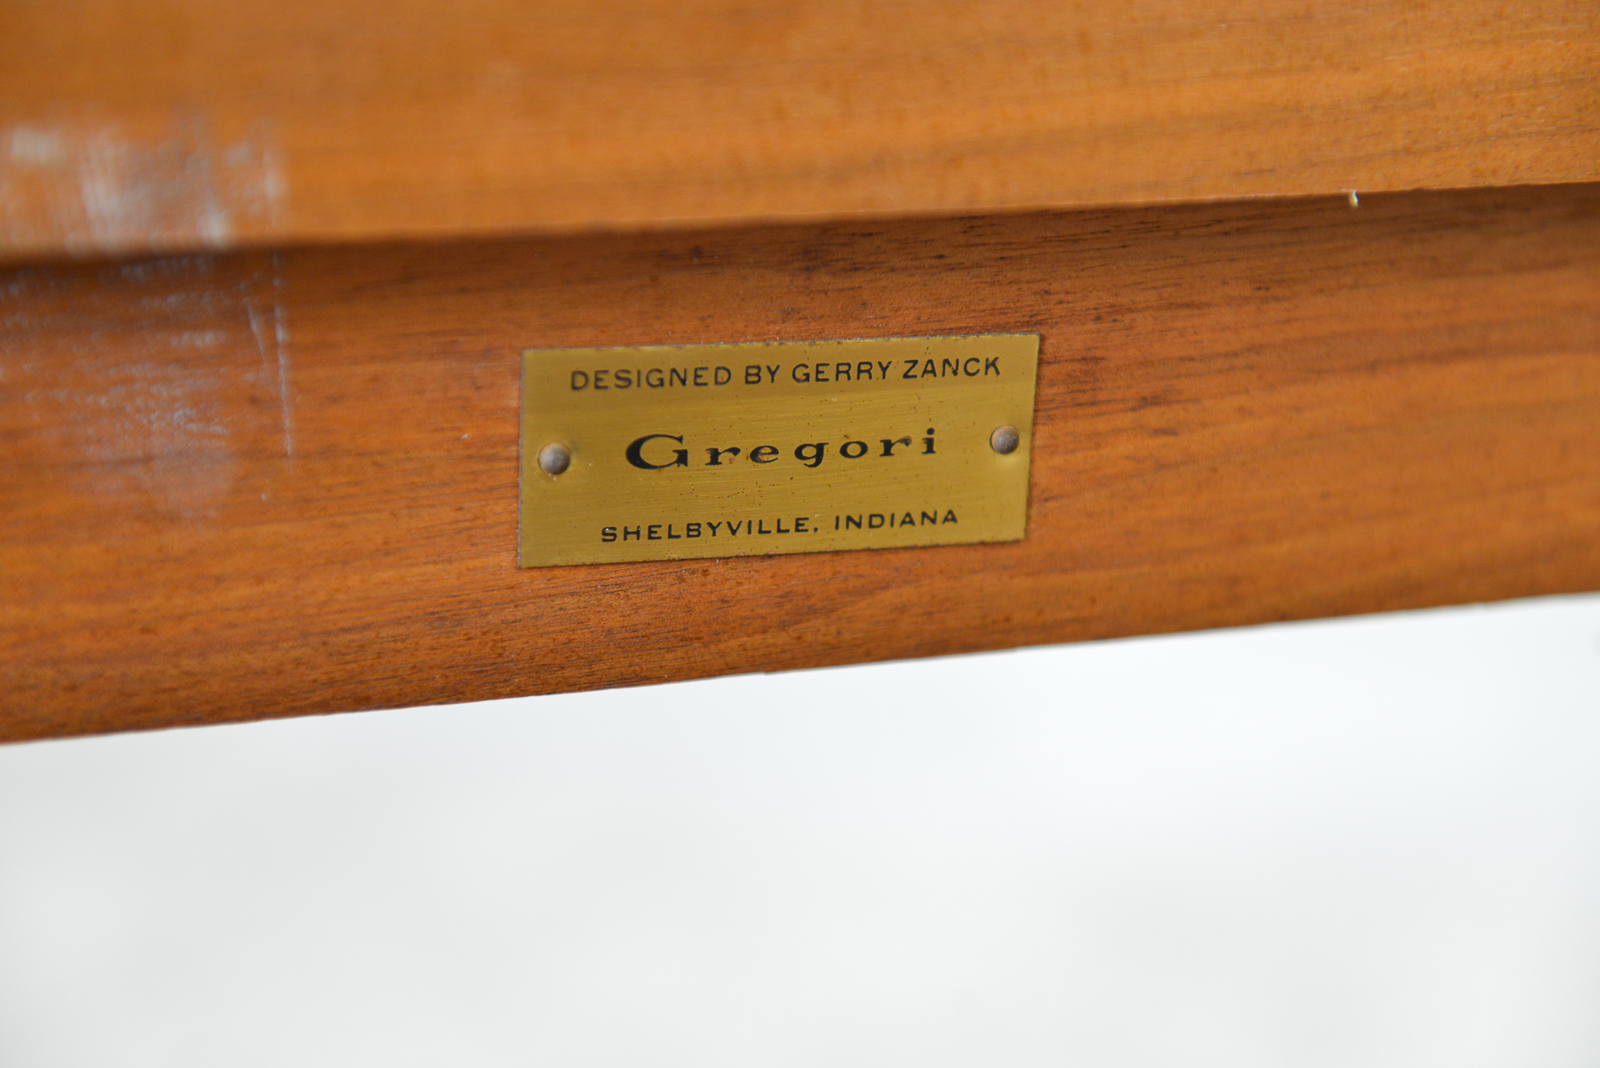 DESIGNED BY GERRY ZANCK
Gregori
SHELBYVILLE, INDIANA